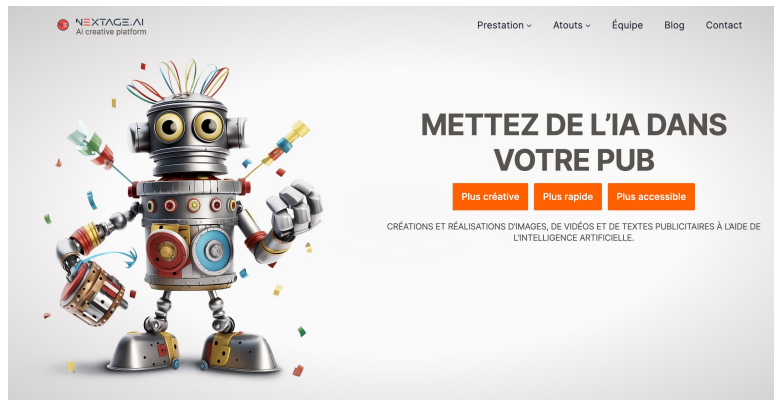 NEXTAGE.AI
Ai creative platform
Prestation
Atouts
Équipe
Blog
Contact
METTEZ DE L'IA DANS
VOTRE PUB
Plus créative
Plus rapide
Plus accessible
CRÉATIONS ET RÉALISATIONS D'IMAGES, DE VIDÉOS ET DE TEXTES PUBLICITAIRES À L'AIDE DE
L'INTELLIGENCE ARTIFICIELLE.